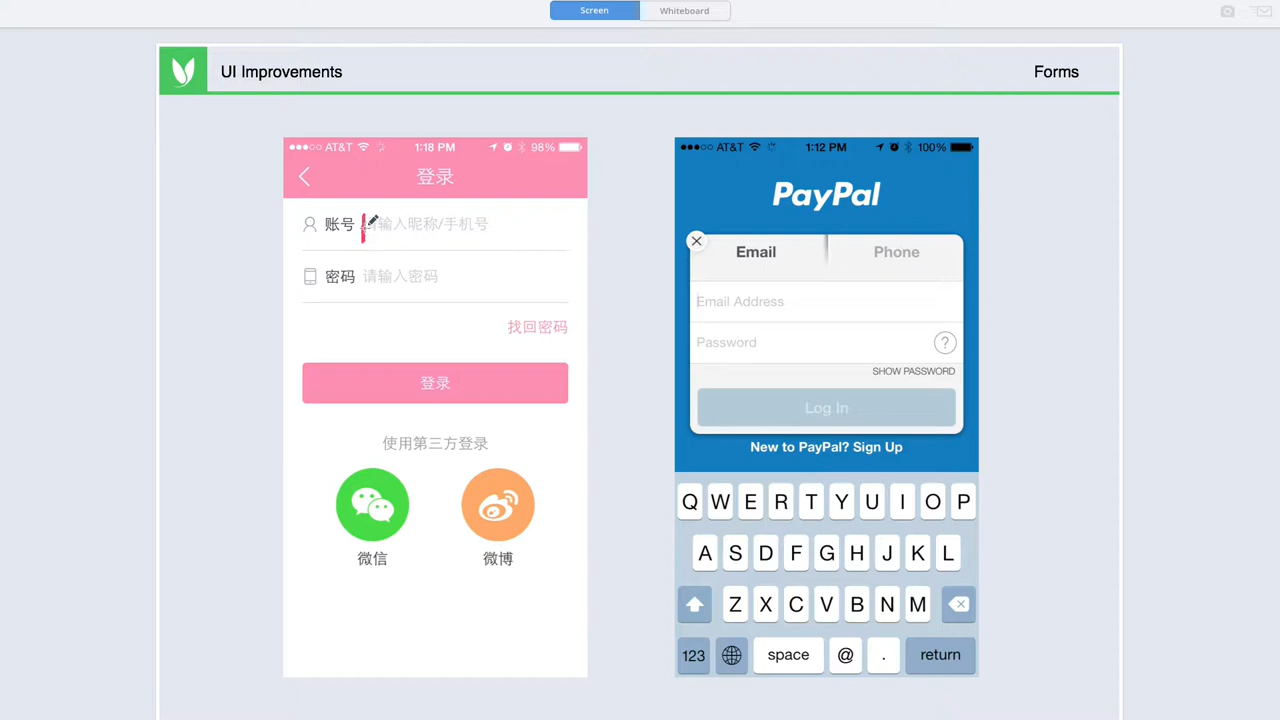 Screen Whiteboard
UI Improvements Forms
AT&T 1:18 PM 98%
登录
账号 输入昵称/手机号
密码 请输入密码
找回密码
登录
使用第三方登录
微信 微博
AT&T 1:12 PM 100%
PayPal
Email Phone
Email Address
Password ?
SHOW PASSWORD
Log In
New to PayPal? Sign Up
Q W E R T Y U I O P
A S D F G H J K L
Z X C V B N M
123 space @ . return